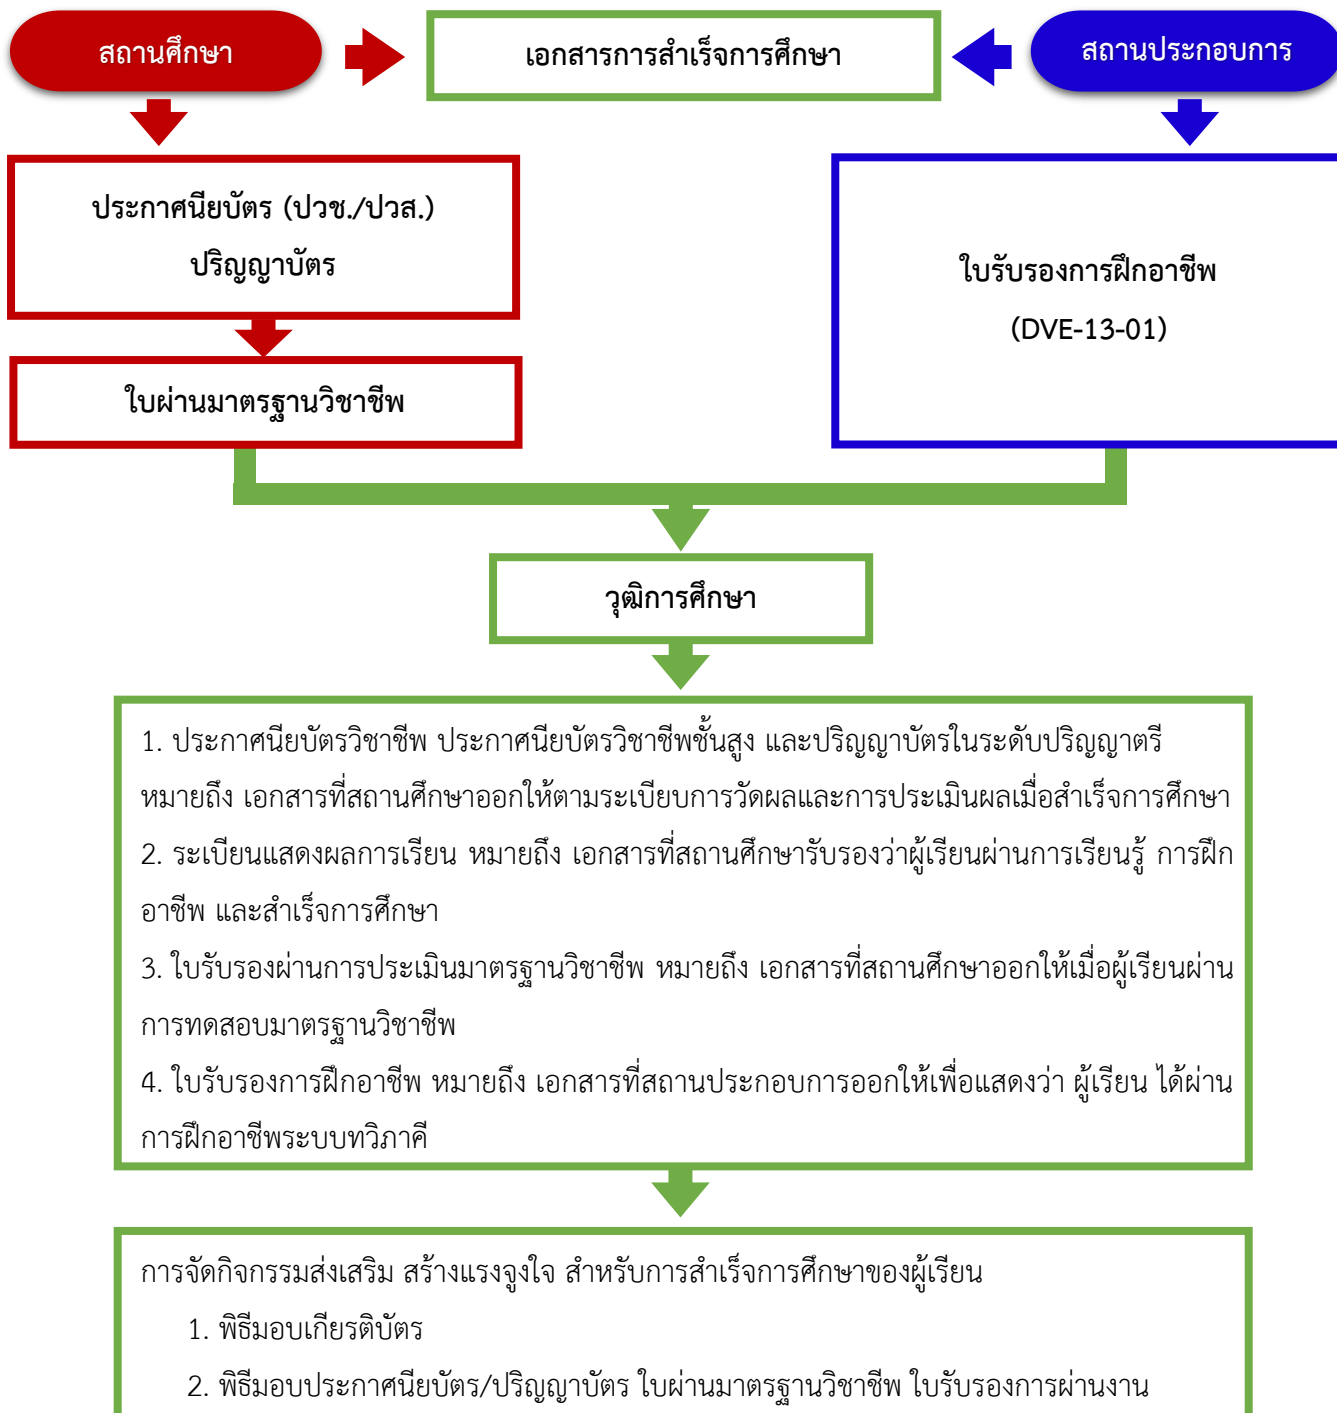 สถานศึกษา
เอกสารการสำเร็จการศึกษา
สถานประกอบการ
ประกาศนียบัตร (ปวช./ปวส.)
ปริญญาบัตร
ใบรับรองการฝึกอาชีพ
(DVE-13-01)
ใบผ่านมาตรฐานวิชาชีพ
วุฒิการศึกษา
1. ประกาศนียบัตรวิชาชีพ ประกาศนียบัตรวิชาชีพชั้นสูง และปริญญาบัตรในระดับปริญญาตรี
หมายถึง เอกสารที่สถานศึกษาออกให้ตามระเบียบการวัดผลและการประเมินผลเมื่อสำเร็จการศึกษา
2. ระเบียนแสดงผลการเรียน หมายถึง เอกสารที่สถานศึกษารับรองว่าผู้เรียนผ่านการเรียนรู้ การฝึก
อาชีพ และสำเร็จการศึกษา
3. ใบรับรองผ่านการประเมินมาตรฐานวิชาชีพ หมายถึง เอกสารที่สถานศึกษาออกให้เมื่อผู้เรียนผ่าน
การทดสอบมาตรฐานวิชาชีพ
4. ใบรับรองการฝึกอาชีพ หมายถึง เอกสารที่สถานประกอบการออกให้เพื่อแสดงว่า ผู้เรียน ได้ผ่าน
การฝึกอาชีพระบบทวิภาคี
การจัดกิจกรรมส่งเสริม สร้างแรงจูงใจ สำหรับการสำเร็จการศึกษาของผู้เรียน
1. พิธีมอบเกียรติบัตร
2. พิธีมอบประกาศนียบัตร/ปริญญาบัตร ใบผ่านมาตรฐานวิชาชีพ ใบรับรองการผ่านงาน